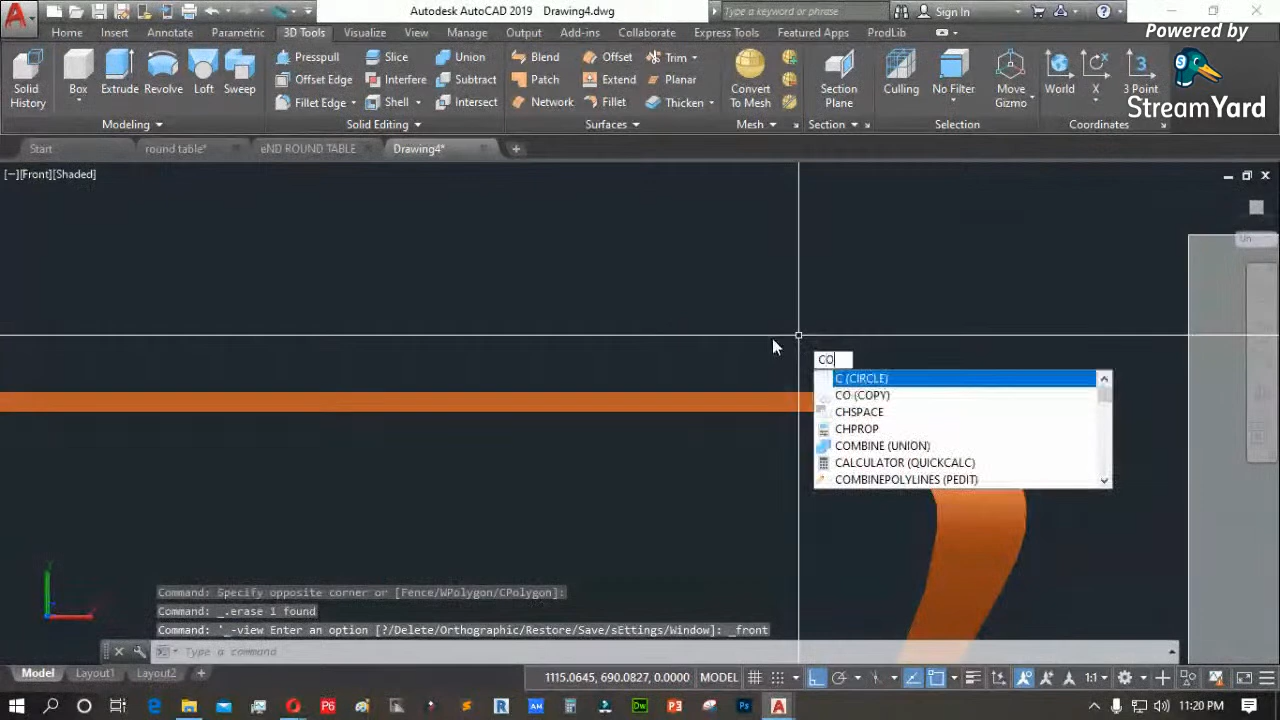 Autodesk AutoCAD 2019 Drawing4.dwg
Type a keyword or phrase
Sign In
Powered by
StreamYard
Home Insert Annotate Parametric 3D Tools Visualize View Manage Output Add-ins Collaborate Express Tools Featured Apps ProdLib
Solid History
Box Extrude Revolve Loft Sweep
Presspull
Offset Edge
Fillet Edge
Slice
Interfere
Shell
Union
Subtract
Intersect
Blend
Patch
Network
Offset
Extend
Fillet
Trim
Planar
Thicken
Convert To Mesh
Section Plane
Culling
No Filter
Move Gizmo
World
X
3 Point
Modeling Solid Editing Surfaces Mesh Section Selection Coordinates
Start round table* eND ROUND TABLE Drawing4*
[−][Front][Shaded]
Un
CO
C (CIRCLE)
CO (COPY)
CHSPACE
CHPROP
COMBINE (UNION)
CALCULATOR (QUICKCALC)
COMBINEPOLYLINES (PEDIT)
Command: Specify opposite corner or [Fence/WPolygon/CPolygon]:
Command: _.erase 1 found
Command: '_-view Enter an option [?/Delete/Orthographic/Restore/Save/sEttings/Window]: _front
Type a command
Model Layout1 Layout2 +
1115.0645, 690.0827, 0.0000 MODEL
1:1
P6 R AM Dw P3 Ps
11:20 PM